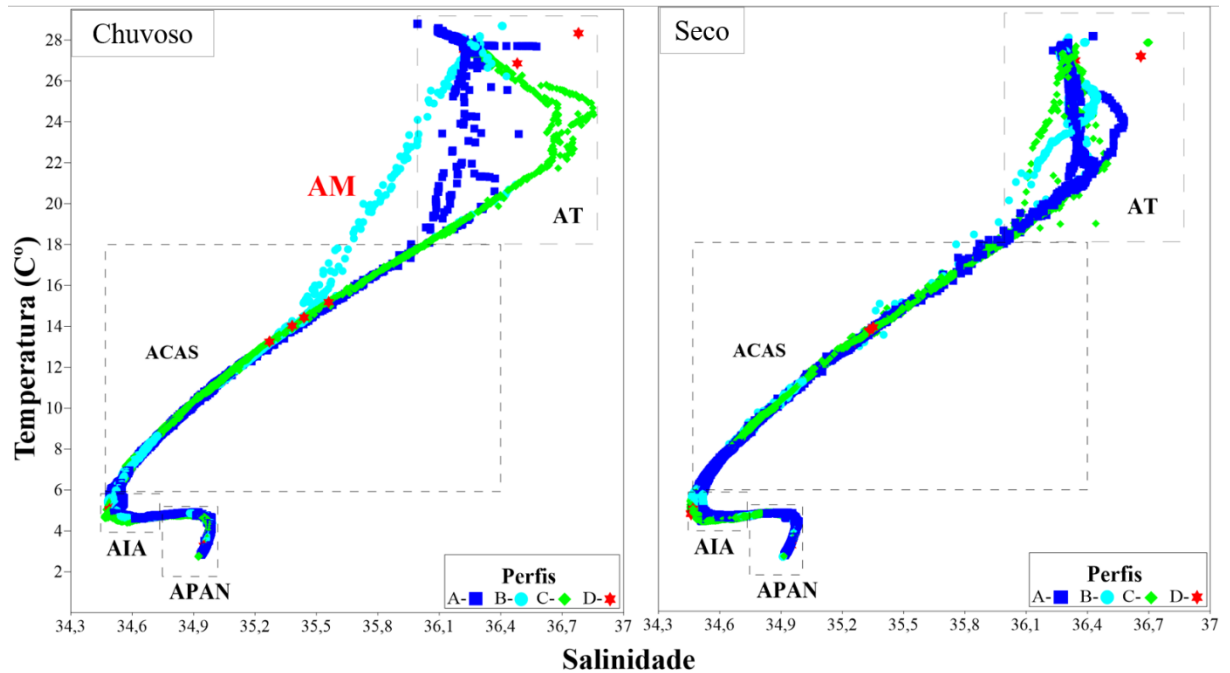 Chuvoso
Seco
Temperatura (Cº)
28
26
24
22
20
18
16
14
12
10
8
6
4
2
AM
AT
ACAS
AIA
APAN
Perfis
A- B- C- D-
34,3 34,6 34,9 35,2 35,5 35,8 36,1 36,4 36,7 37
AT
ACAS
AIA
APAN
Perfis
A- B- C- D-
34,3 34,6 34,9 35,2 35,5 35,8 36,1 36,4 36,7 37
Salinidade